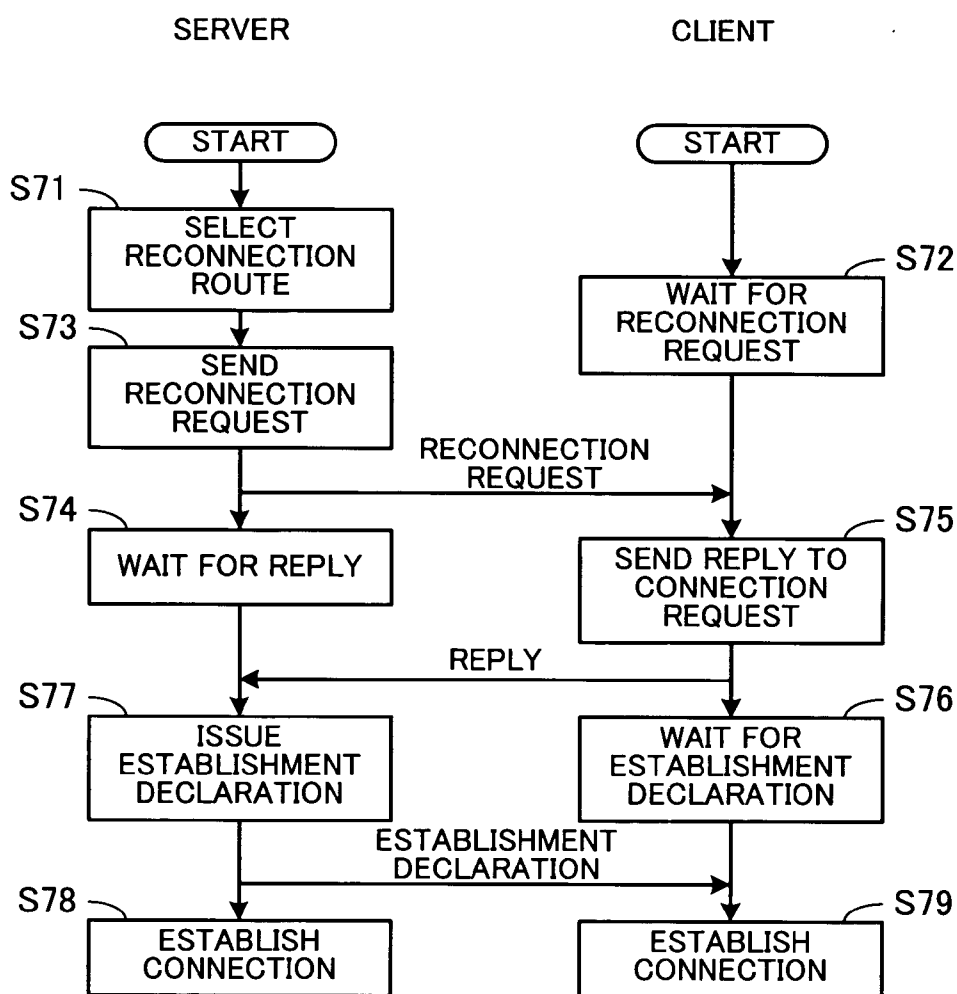 SERVER
CLIENT
START
START
S71
SELECT
RECONNECTION
ROUTE
S72
WAIT FOR
RECONNECTION
REQUEST
S73
SEND
RECONNECTION
REQUEST
RECONNECTION
REQUEST
S74
WAIT FOR REPLY
S75
SEND REPLY TO
CONNECTION
REQUEST
REPLY
S77
ISSUE
ESTABLISHMENT
DECLARATION
S76
WAIT FOR
ESTABLISHMENT
DECLARATION
ESTABLISHMENT
DECLARATION
S78
ESTABLISH
CONNECTION
S79
ESTABLISH
CONNECTION